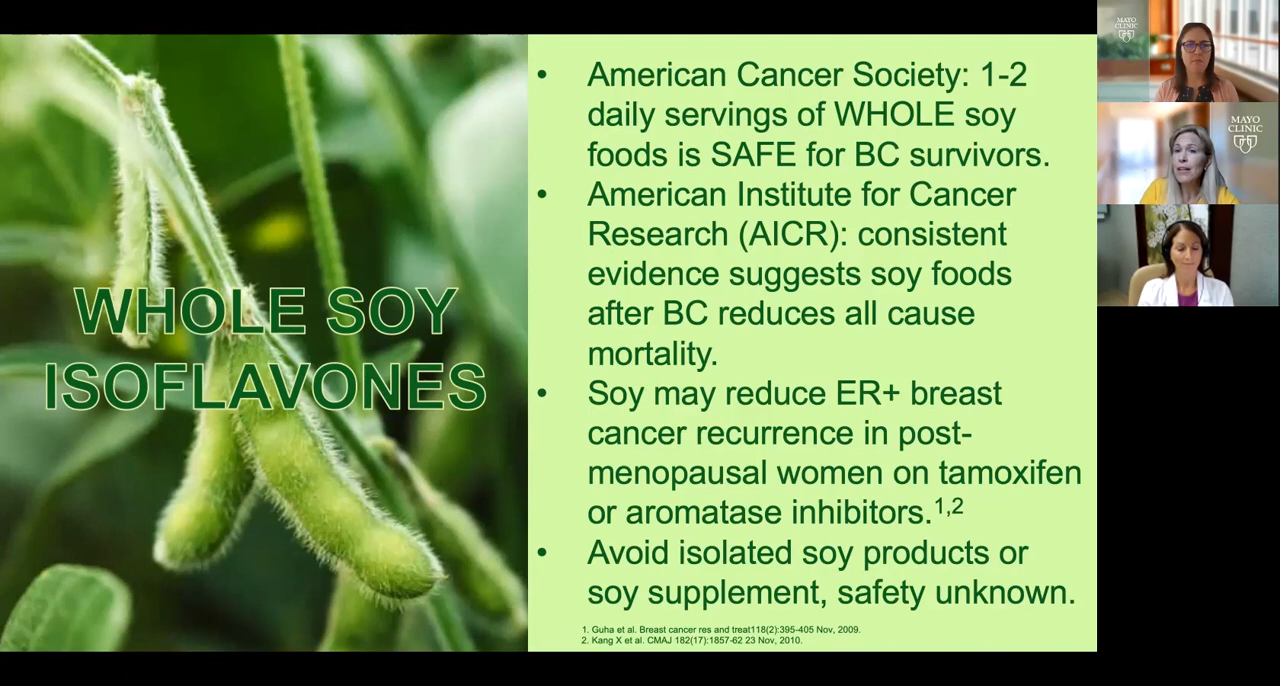 WHOLE SOY
ISOFLAVONES
• American Cancer Society: 1-2
daily servings of WHOLE soy
foods is SAFE for BC survivors.
• American Institute for Cancer
Research (AICR): consistent
evidence suggests soy foods
after BC reduces all cause
mortality.
• Soy may reduce ER+ breast
cancer recurrence in post-
menopausal women on tamoxifen
or aromatase inhibitors.1,2
• Avoid isolated soy products or
soy supplement, safety unknown.
1. Guha et al. Breast cancer res and treat118(2):395-405 Nov, 2009.
2. Kang X et al. CMAJ 182(17):1857-62 23 Nov, 2010.
MAYO
CLINIC
MAYO
CLINIC